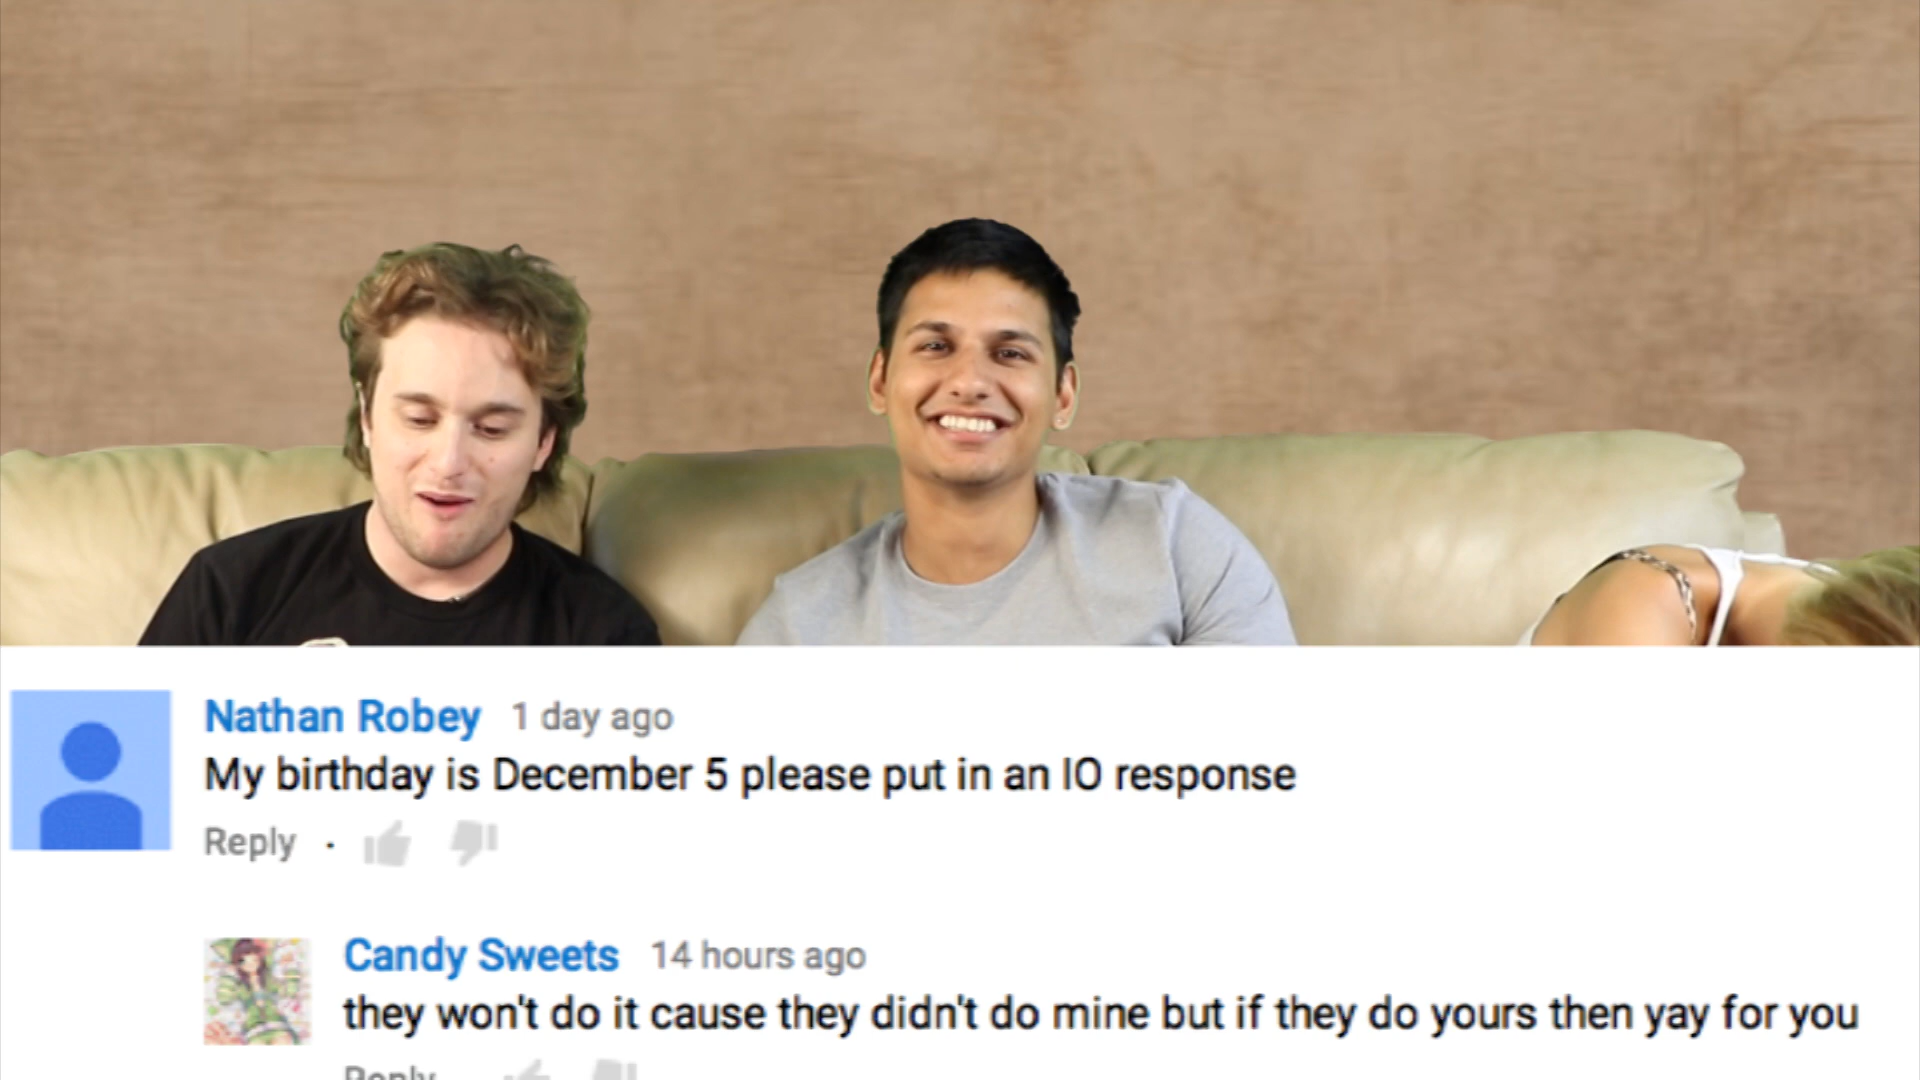 Nathan Robey 1 day ago
My birthday is December 5 please put in an IO response
Reply ·
Candy Sweets 14 hours ago
they won't do it cause they didn't do mine but if they do yours then yay for you
Reply